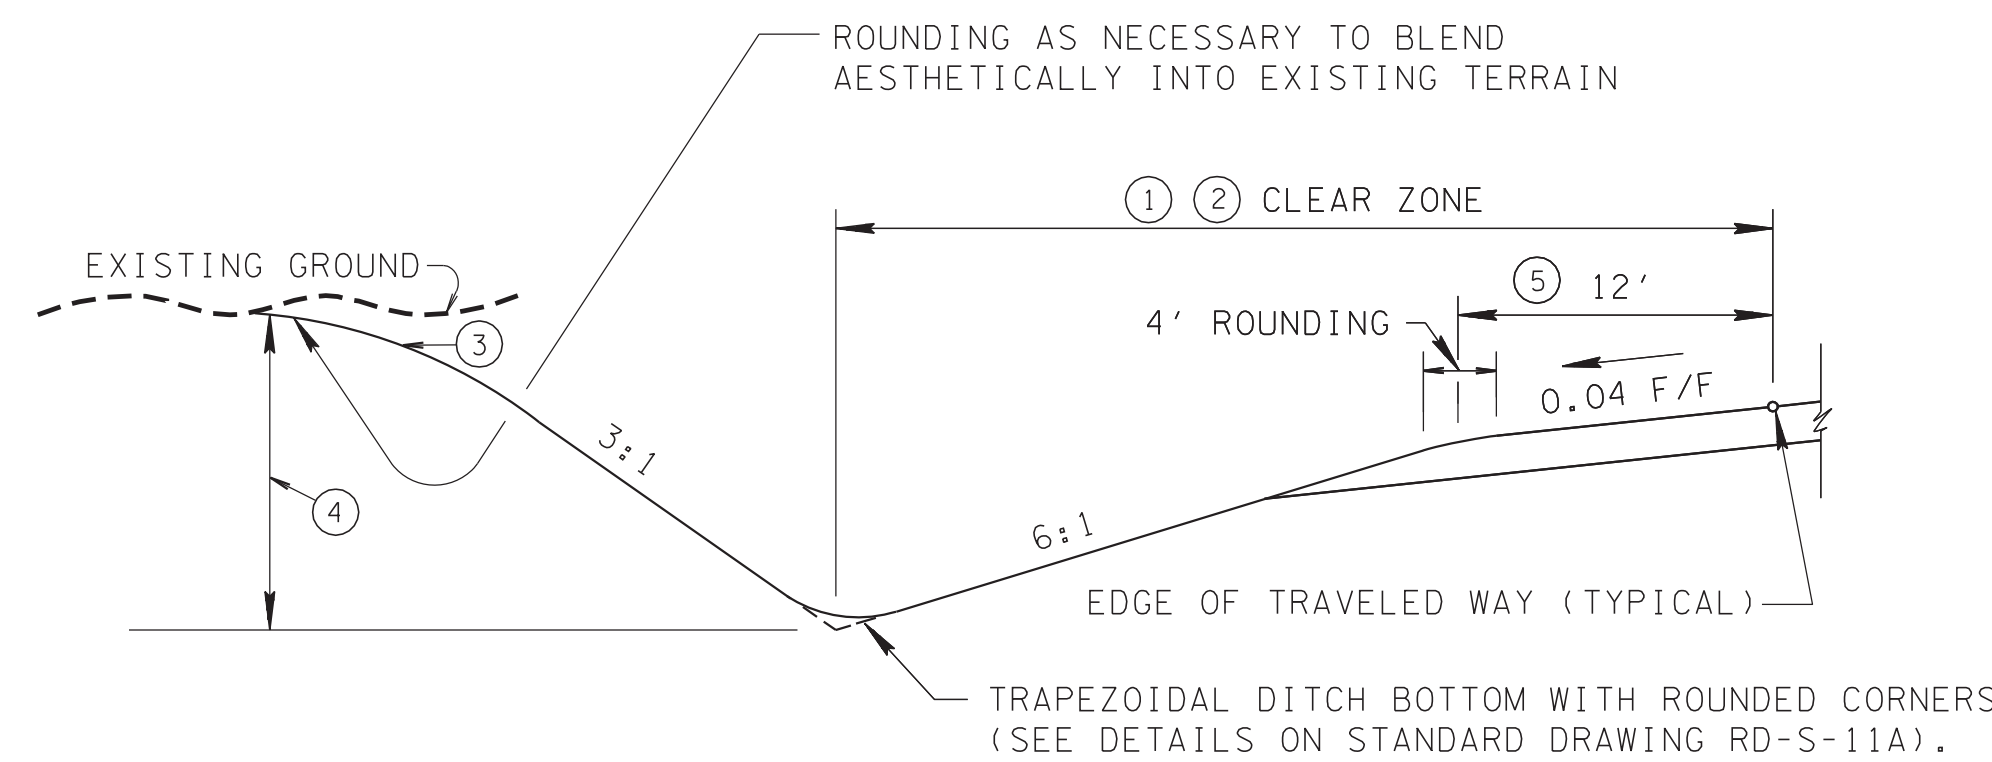 ROUNDING AS NECESSARY TO BLEND
AESTHETICALLY INTO EXISTING TERRAIN
1 2 CLEAR ZONE
EXISTING GROUND
5 12'
4' ROUNDING
3
0.04 F/F
3:1
4
6:1
EDGE OF TRAVELED WAY (TYPICAL)
TRAPEZOIDAL DITCH BOTTOM WITH ROUNDED CORNERS
(SEE DETAILS ON STANDARD DRAWING RD-S-11A).